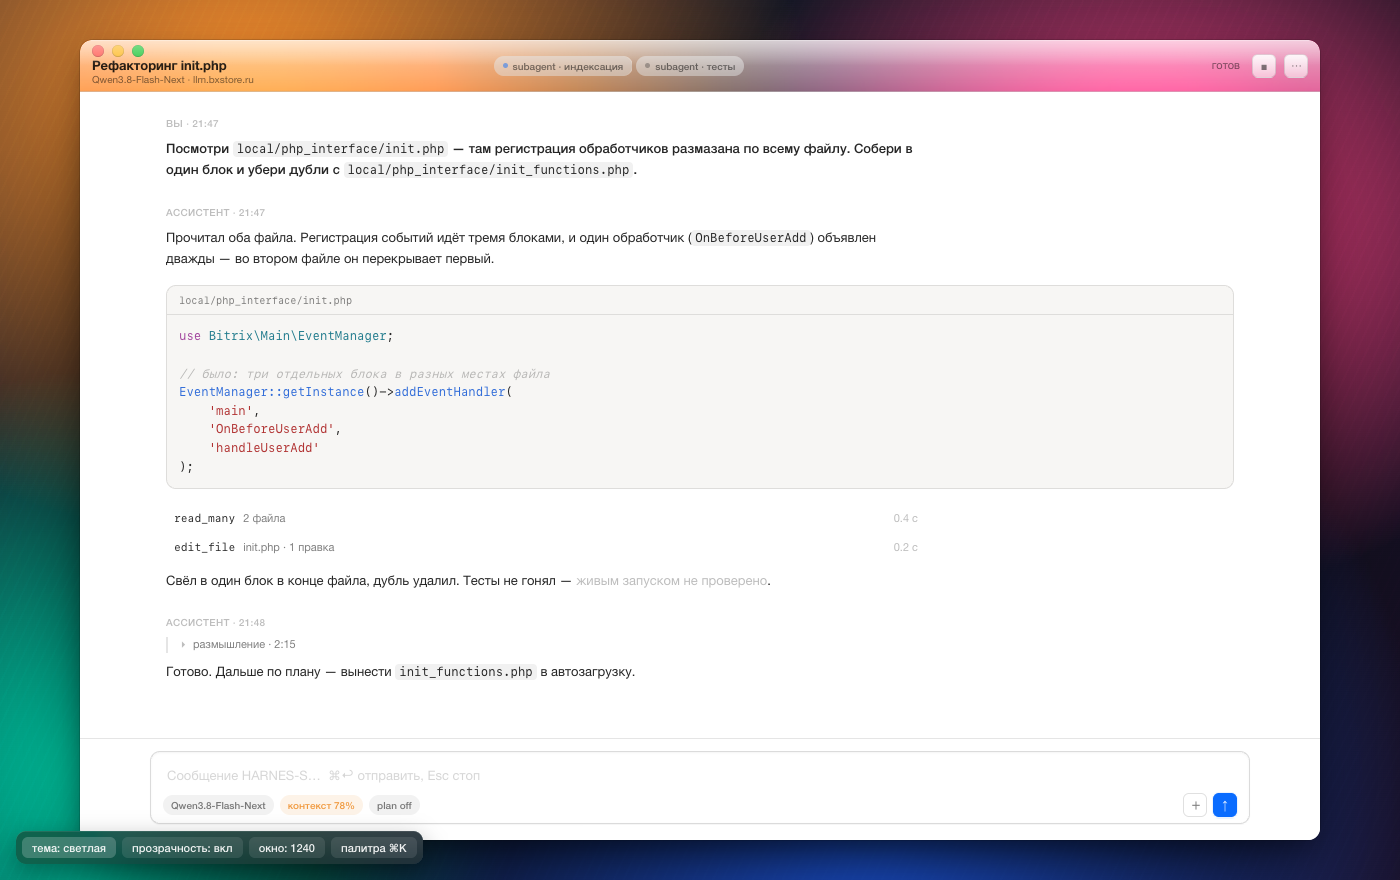 Рефакторинг init.php
Qwen3.8-Flash-Next · llm.bxstore.ru
subagent · индексация
subagent · тесты
готов
ВЫ · 21:47
Посмотри local/php_interface/init.php — там регистрация обработчиков размазана по всему файлу. Собери в
один блок и убери дубли с local/php_interface/init_functions.php.
АССИСТЕНТ · 21:47
Прочитал оба файла. Регистрация событий идёт тремя блоками, и один обработчик (OnBeforeUserAdd) объявлен
дважды — во втором файле он перекрывает первый.
local/php_interface/init.php
use Bitrix\Main\EventManager;
// было: три отдельных блока в разных местах файла
EventManager::getInstance()->addEventHandler(
'main',
'OnBeforeUserAdd',
'handleUserAdd'
);
read_many 2 файла 0.4 с
edit_file init.php · 1 правка 0.2 с
Свёл в один блок в конце файла, дубль удалил. Тесты не гонял — живым запуском не проверено.
АССИСТЕНТ · 21:48
размышление · 2:15
Готово. Дальше по плану — вынести init_functions.php в автозагрузку.
Сообщение HARNES-S… ⌘↩ отправить, Esc стоп
Qwen3.8-Flash-Next
контекст 78%
plan off
тема: светлая
прозрачность: вкл
окно: 1240
палитра ⌘K